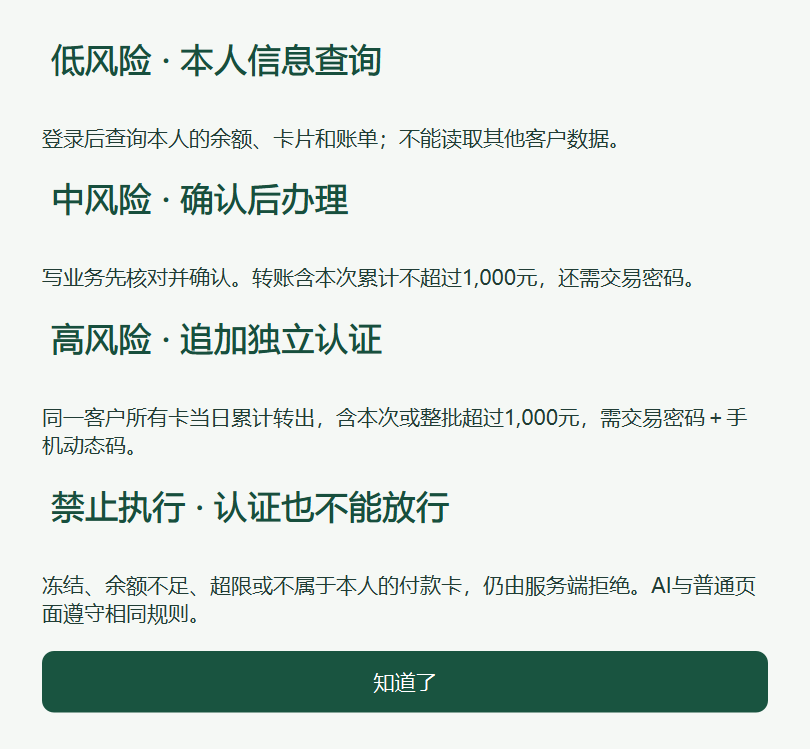 低风险 · 本人信息查询
登录后查询本人的余额、卡片和账单；不能读取其他客户数据。
中风险 · 确认后办理
写业务先核对并确认。转账含本次累计不超过1,000元，还需交易密码。
高风险 · 追加独立认证
同一客户所有卡当日累计转出，含本次或整批超过1,000元，需交易密码 + 手
机动态码。
禁止执行 · 认证也不能放行
冻结、余额不足、超限或不属于本人的付款卡，仍由服务端拒绝。AI与普通页
面遵守相同规则。
知道了